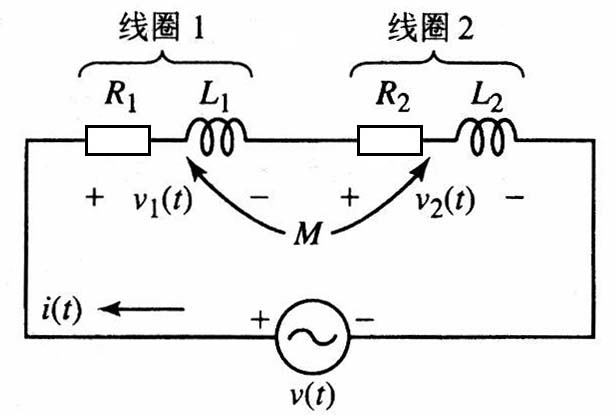 线圈 1 线圈 2
R₁ L₁ R₂ L₂
+ v₁(t) − + v₂(t) −
M
i(t) + −
v(t)